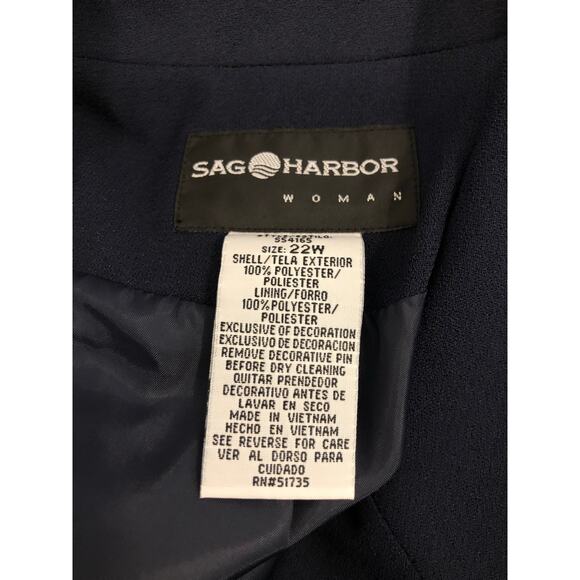 SAG HARBOR
WOMAN
554165
SIZE: 22W
SHELL/TELA EXTERIOR
100% POLYESTER/
POLIESTER
LINING/FORRO
100% POLYESTER/
POLIESTER
EXCLUSIVE OF DECORATION
EXCLUSIVO DE DECORACION
REMOVE DECORATIVE PIN
BEFORE DRY CLEANING
QUITAR PRENDEDOR
DECORATIVO ANTES DE
LAVAR EN SECO
MADE IN VIETNAM
HECHO EN VIETNAM
SEE REVERSE FOR CARE
VER AL DORSO PARA
CUIDADO
RN#51735